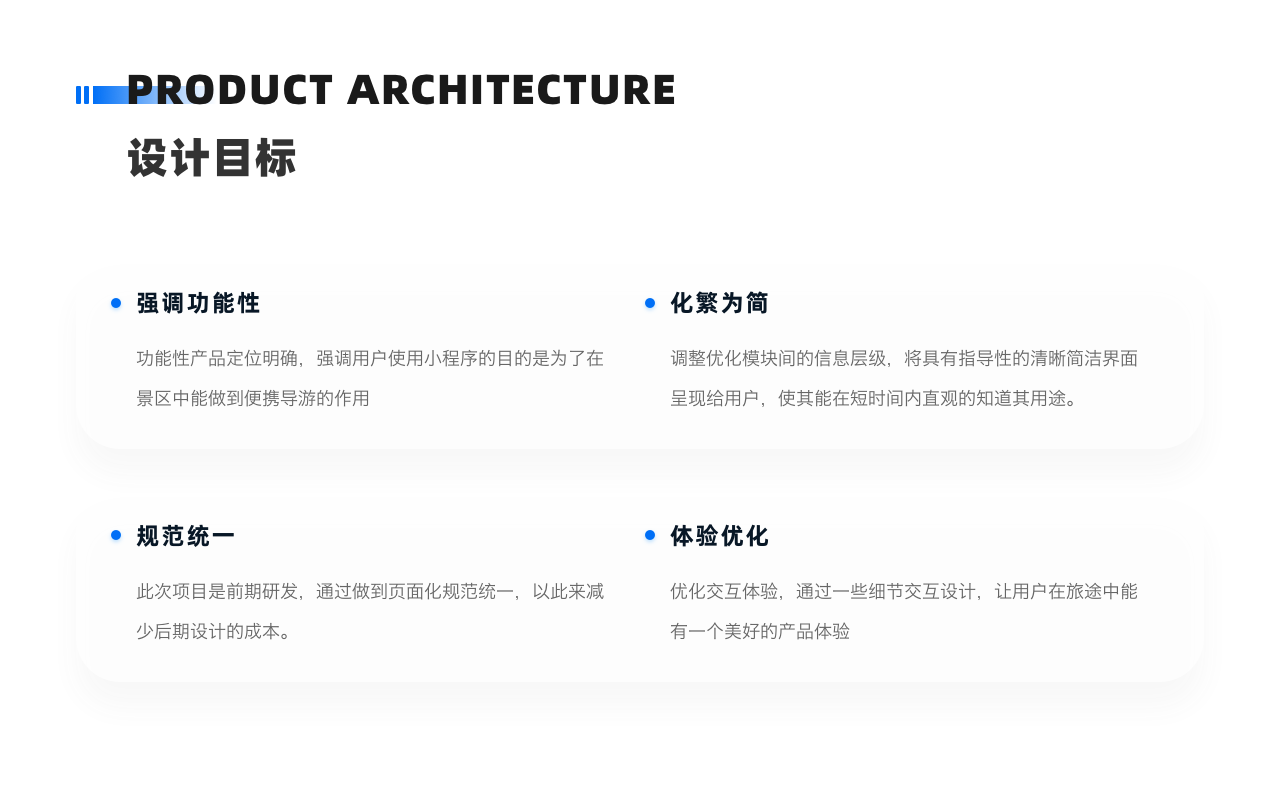 PRODUCT ARCHITECTURE
设计目标
强调功能性
功能性产品定位明确，强调用户使用小程序的目的是为了在
景区中能做到便携导游的作用
化繁为简
调整优化模块间的信息层级，将具有指导性的清晰简洁界面
呈现给用户，使其能在短时间内直观的知道其用途。
规范统一
此次项目是前期研发，通过做到页面化规范统一，以此来减
少后期设计的成本。
体验优化
优化交互体验，通过一些细节交互设计，让用户在旅途中能
有一个美好的产品体验